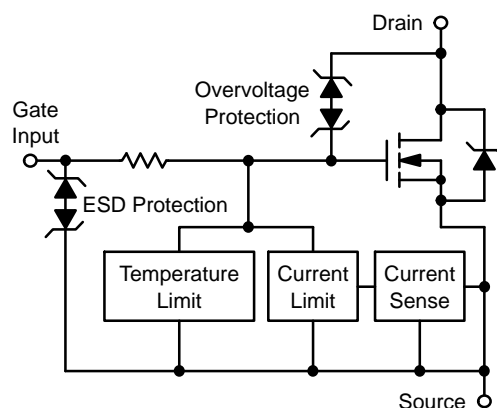 Drain
Overvoltage
Protection
Gate
Input
ESD Protection
Temperature
Limit
Current
Limit
Current
Sense
Source